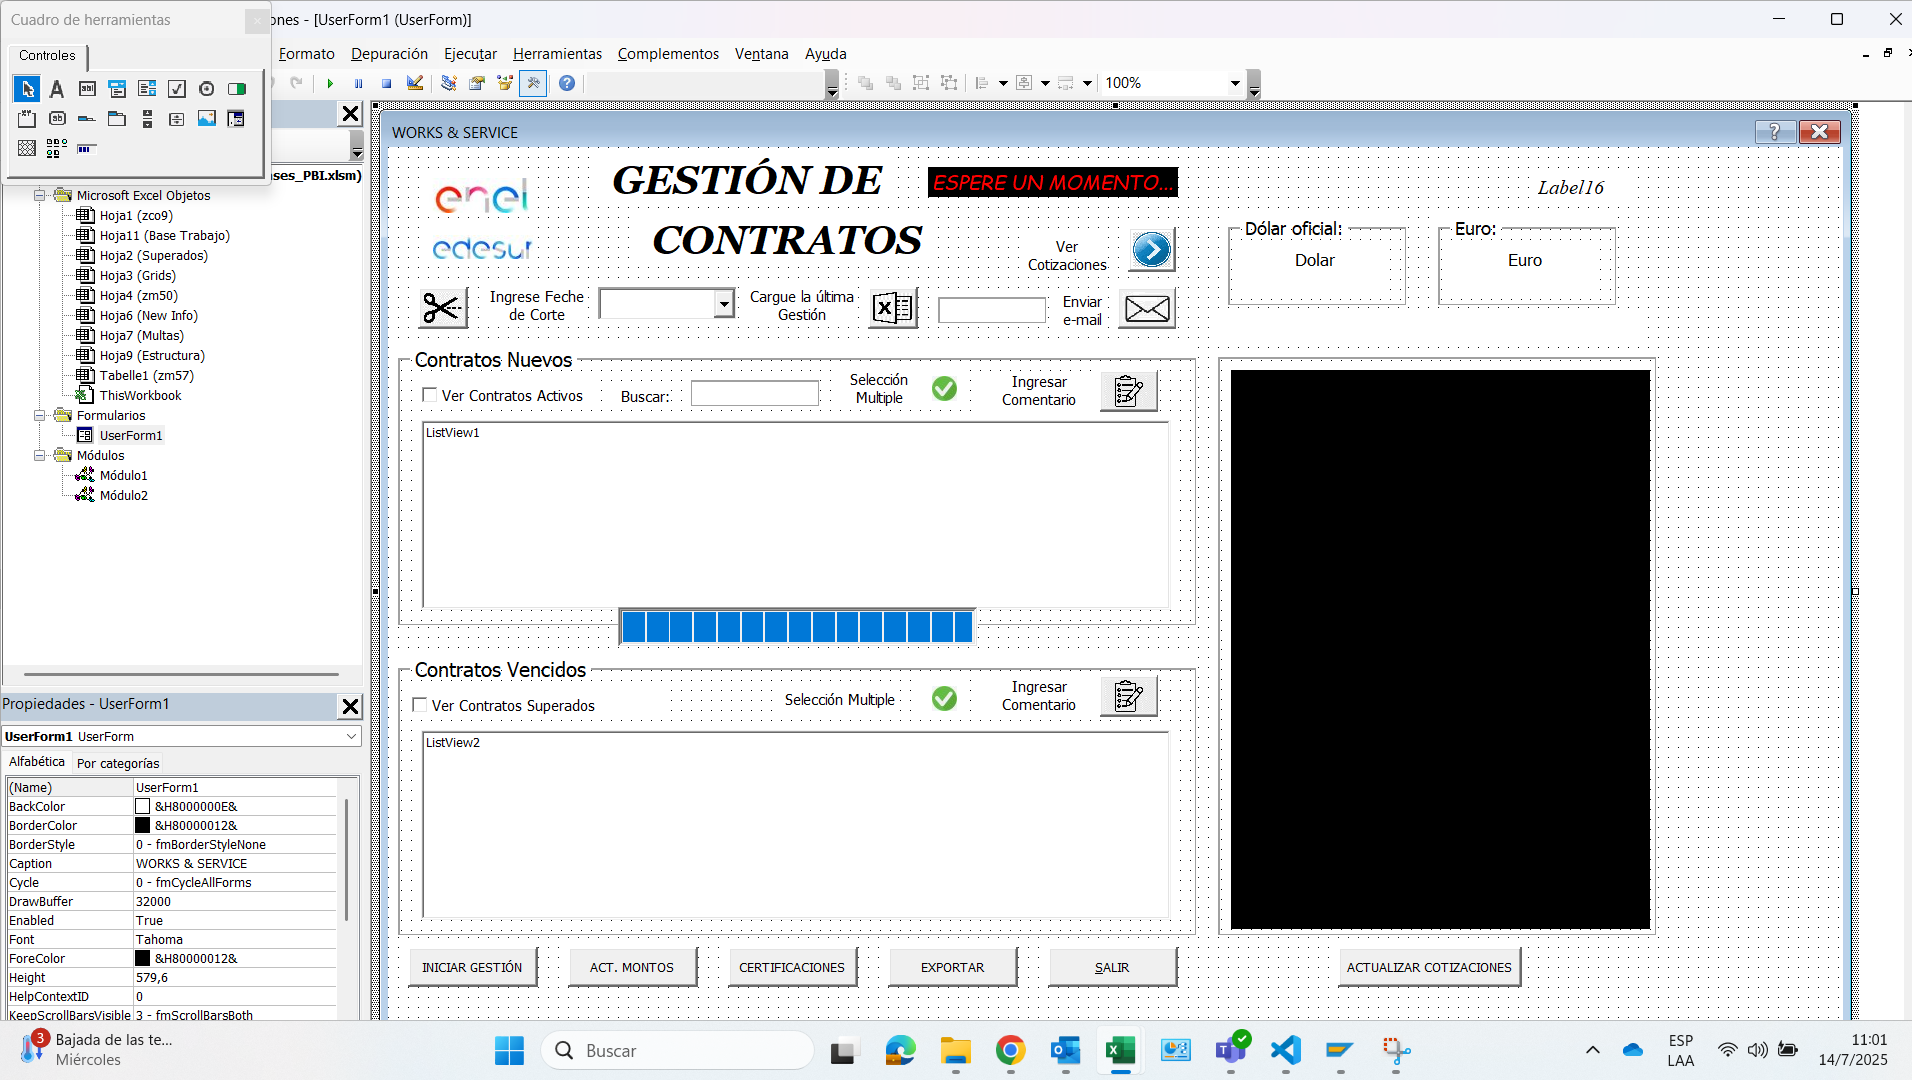 Cuadro de herramientas
ones - [UserForm1 (UserForm)]
Controles
Formato Depuración Ejecutar Herramientas Complementos Ventana Ayuda
100%
ses_PBI.xlsm)
Microsoft Excel Objetos
Hoja1 (zco9)
Hoja11 (Base Trabajo)
Hoja2 (Superados)
Hoja3 (Grids)
Hoja4 (zm50)
Hoja6 (New Info)
Hoja7 (Multas)
Hoja9 (Estructura)
Tabelle1 (zm57)
ThisWorkbook
Formularios
UserForm1
Módulos
Módulo1
Módulo2
Propiedades - UserForm1
UserForm1 UserForm
Alfabética Por categorías
(Name) UserForm1
BackColor &H8000000E&
BorderColor &H80000012&
BorderStyle 0 - fmBorderStyleNone
Caption WORKS & SERVICE
Cycle 0 - fmCycleAllForms
DrawBuffer 32000
Enabled True
Font Tahoma
ForeColor &H80000012&
Height 579,6
HelpContextID 0
KeepScrollBarsVisible 3 - fmScrollBarsBoth
WORKS & SERVICE
enel
edesur
GESTIÓN DE
CONTRATOS
ESPERE UN MOMENTO...
Label16
Ver
Cotizaciones
Dólar oficial:
Dolar
Euro:
Euro
Ingrese Feche
de Corte
Cargue la última
Gestión
Enviar
e-mail
Contratos Nuevos
Ver Contratos Activos
Buscar:
Selección
Multiple
Ingresar
Comentario
ListView1
Contratos Vencidos
Ver Contratos Superados
Selección Multiple
Ingresar
Comentario
ListView2
INICIAR GESTIÓN
ACT. MONTOS
CERTIFICACIONES
EXPORTAR
SALIR
ACTUALIZAR COTIZACIONES
3
Bajada de las te...
Miércoles
Buscar
ESP
LAA
11:01
14/7/2025